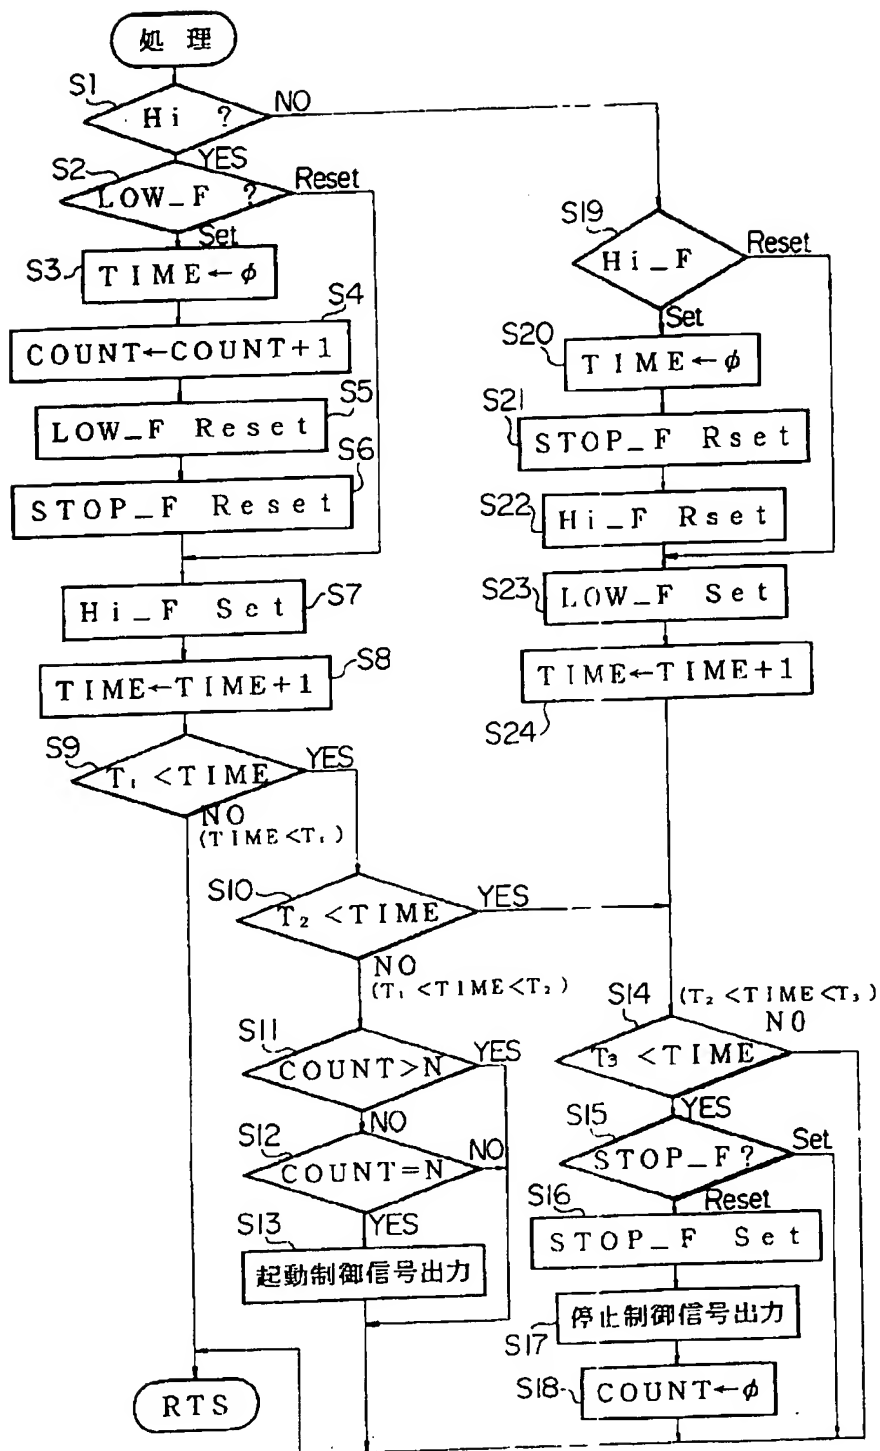 処理
S1
Hi ?
NO
YES
S2
LOW_F ?
Reset
Set
S3
TIME←φ
S4
COUNT←COUNT+1
S5
LOW_F Reset
S6
STOP_F Reset
S7
Hi_F Set
S8
TIME←TIME+1
S9
T₁<TIME
YES
NO
(TIME<T₁)
S10
T₂<TIME
YES
NO
(T₁<TIME<T₂)
S11
COUNT>N
YES
NO
S12
COUNT=N
NO
YES
S13
起動制御信号出力
RTS
S19
Hi_F
Reset
Set
S20
TIME←φ
S21
STOP_F Rset
S22
Hi_F Rset
S23
LOW_F Set
TIME←TIME+1
S24
S14
(T₂<TIME<T₃)
NO
T₃<TIME
YES
S15
STOP_F?
Set
Reset
S16
STOP_F Set
停止制御信号出力
S17
S18
COUNT←φ